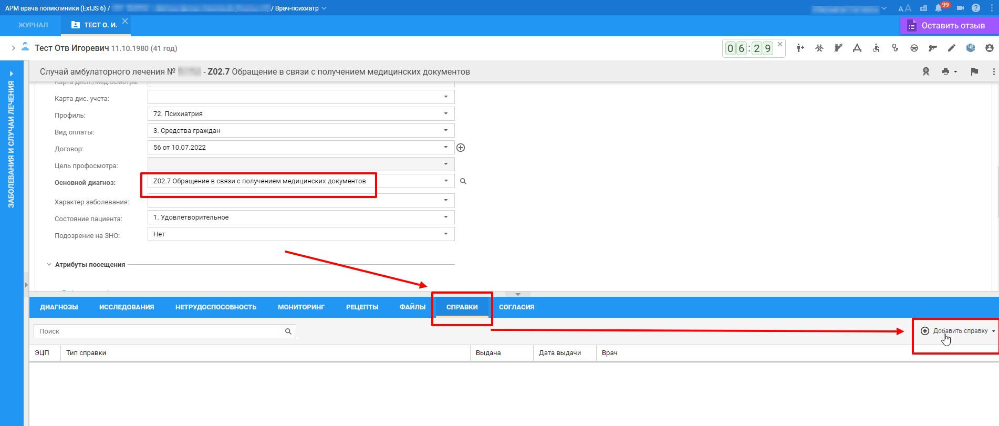 АРМ врача поликлиники (ExtJS 6) / / Врач-психиатр
99
ЖУРНАЛ
ТЕСТ О. И.
Оставить отзыв
Тест Отв Игоревич 11.10.1980 (41 год)
06:29
ЗАБОЛЕВАНИЯ И СЛУЧАИ ЛЕЧЕНИЯ
Случай амбулаторного лечения № - Z02.7 Обращение в связи с получением медицинских документов
Карта дисп./мед.осмотра:
Карта дис. учета:
Профиль: 72. Психиатрия
Вид оплаты: 3. Средства граждан
Договор: 56 от 10.07.2022
Цель профосмотра:
Основной диагноз: Z02.7 Обращение в связи с получением медицинских документов
Характер заболевания:
Состояние пациента: 1. Удовлетворительное
Подозрение на ЗНО: Нет
Атрибуты посещения
ДИАГНОЗЫ ИССЛЕДОВАНИЯ НЕТРУДОСПОСОБНОСТЬ МОНИТОРИНГ РЕЦЕПТЫ ФАЙЛЫ СПРАВКИ СОГЛАСИЯ
Поиск
Добавить справку
ЭЦП Тип справки Выдана Дата выдачи Врач